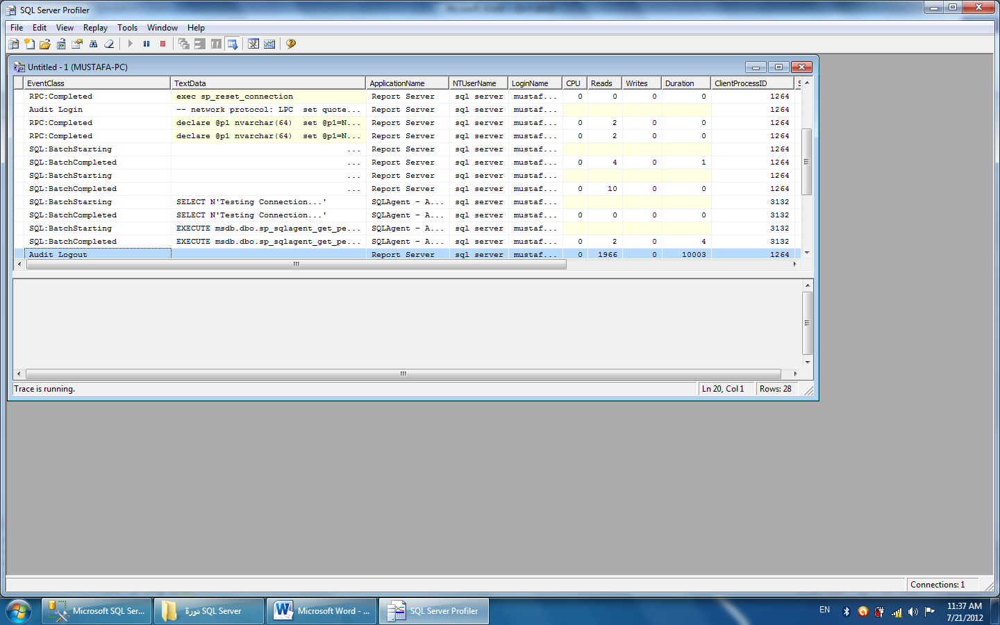 SQL Server Profiler
File Edit View Replay Tools Window Help
Untitled - 1 (MUSTAFA-PC)
EventClass TextData ApplicationName NTUserName LoginName CPU Reads Writes Duration ClientProcessID S
RPC:Completed exec sp_reset_connection Report Server sql server mustaf... 0 0 0 0 1264
Audit Login -- network protocol: LPC set quote... Report Server sql server mustaf... 1264
RPC:Completed declare @p1 nvarchar(64) set @p1=N... Report Server sql server mustaf... 0 2 0 0 1264
RPC:Completed declare @p1 nvarchar(64) set @p1=N... Report Server sql server mustaf... 0 2 0 0 1264
SQL:BatchStarting ... Report Server sql server mustaf... 1264
SQL:BatchCompleted ... Report Server sql server mustaf... 0 4 0 1 1264
SQL:BatchStarting ... Report Server sql server mustaf... 1264
SQL:BatchCompleted ... Report Server sql server mustaf... 0 10 0 0 1264
SQL:BatchStarting SELECT N'Testing Connection...' SQLAgent - A... sql server mustaf... 3132
SQL:BatchCompleted SELECT N'Testing Connection...' SQLAgent - A... sql server mustaf... 0 0 0 0 3132
SQL:BatchStarting EXECUTE msdb.dbo.sp_sqlagent_get_pe... SQLAgent - A... sql server mustaf... 3132
SQL:BatchCompleted EXECUTE msdb.dbo.sp_sqlagent_get_pe... SQLAgent - A... sql server mustaf... 0 2 0 4 3132
Audit Logout Report Server sql server mustaf... 0 1966 0 10003 1264
Trace is running. Ln 20, Col 1 Rows: 28
Connections: 1
Microsoft SQL Ser... دورة SQL Server Microsoft Word - ... SQL Server Profiler EN 11:37 AM
7/21/2012